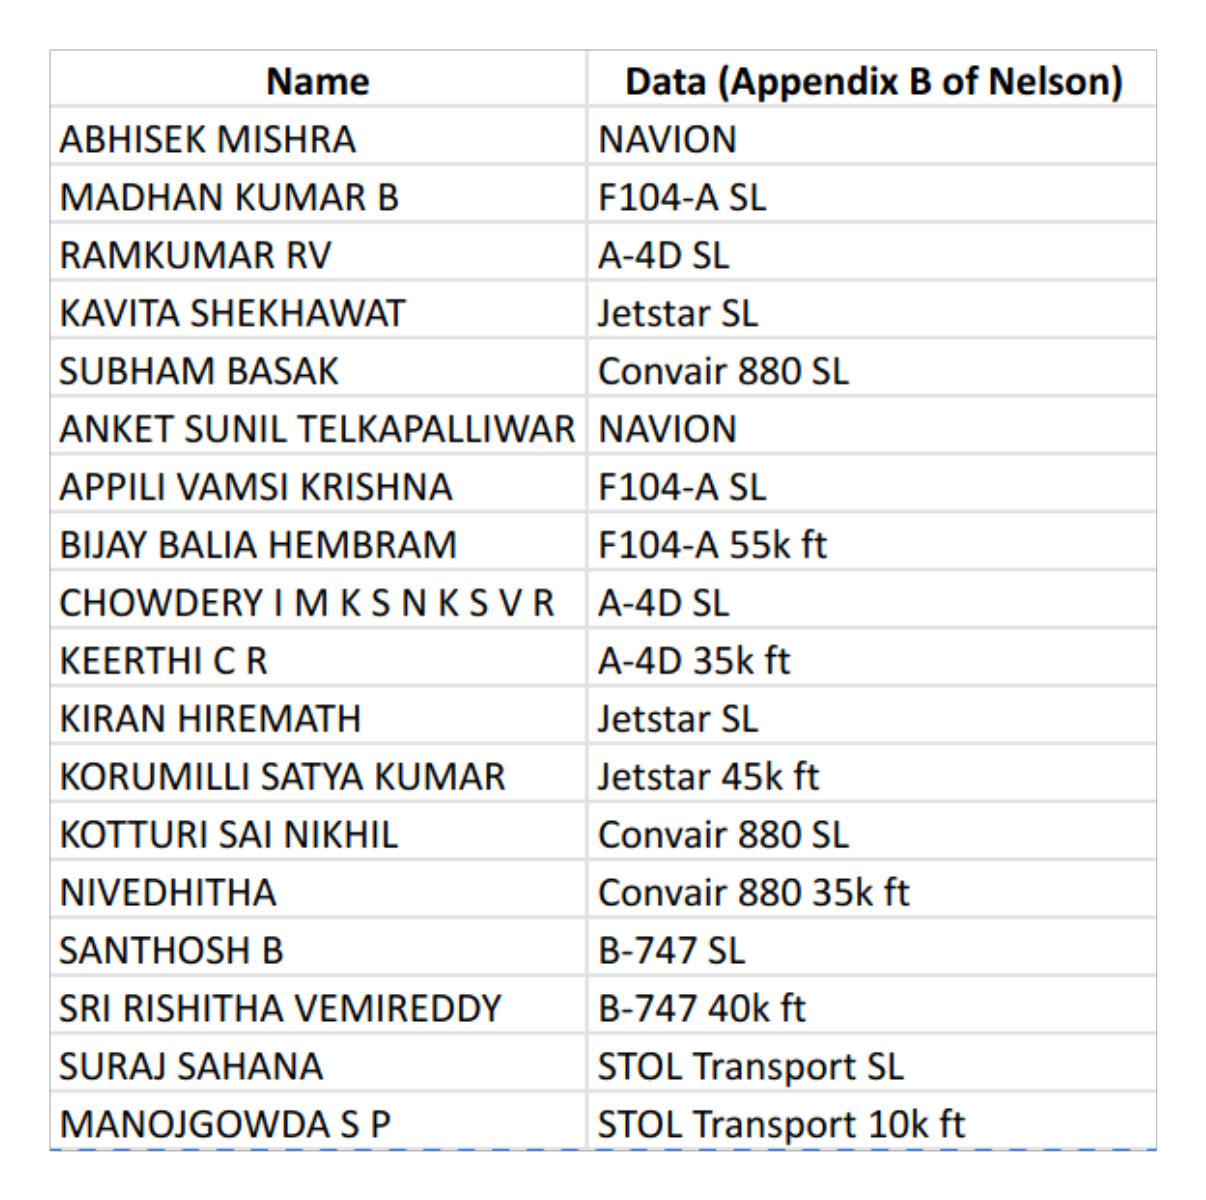 Name Data (Appendix B of Nelson)
ABHISEK MISHRA NAVION
MADHAN KUMAR B F104-A SL
RAMKUMAR RV A-4D SL
KAVITA SHEKHAWAT Jetstar SL
SUBHAM BASAK Convair 880 SL
ANKET SUNIL TELKAPALLIWAR NAVION
APPILI VAMSI KRISHNA F104-A SL
BIJAY BALIA HEMBRAM F104-A 55k ft
CHOWDERY I M K S N K S V R A-4D SL
KEERTHI C R A-4D 35k ft
KIRAN HIREMATH Jetstar SL
KORUMILLI SATYA KUMAR Jetstar 45k ft
KOTTURI SAI NIKHIL Convair 880 SL
NIVEDHITHA Convair 880 35k ft
SANTHOSH B B-747 SL
SRI RISHITHA VEMIREDDY B-747 40k ft
SURAJ SAHANA STOL Transport SL
MANOJGOWDA S P STOL Transport 10k ft